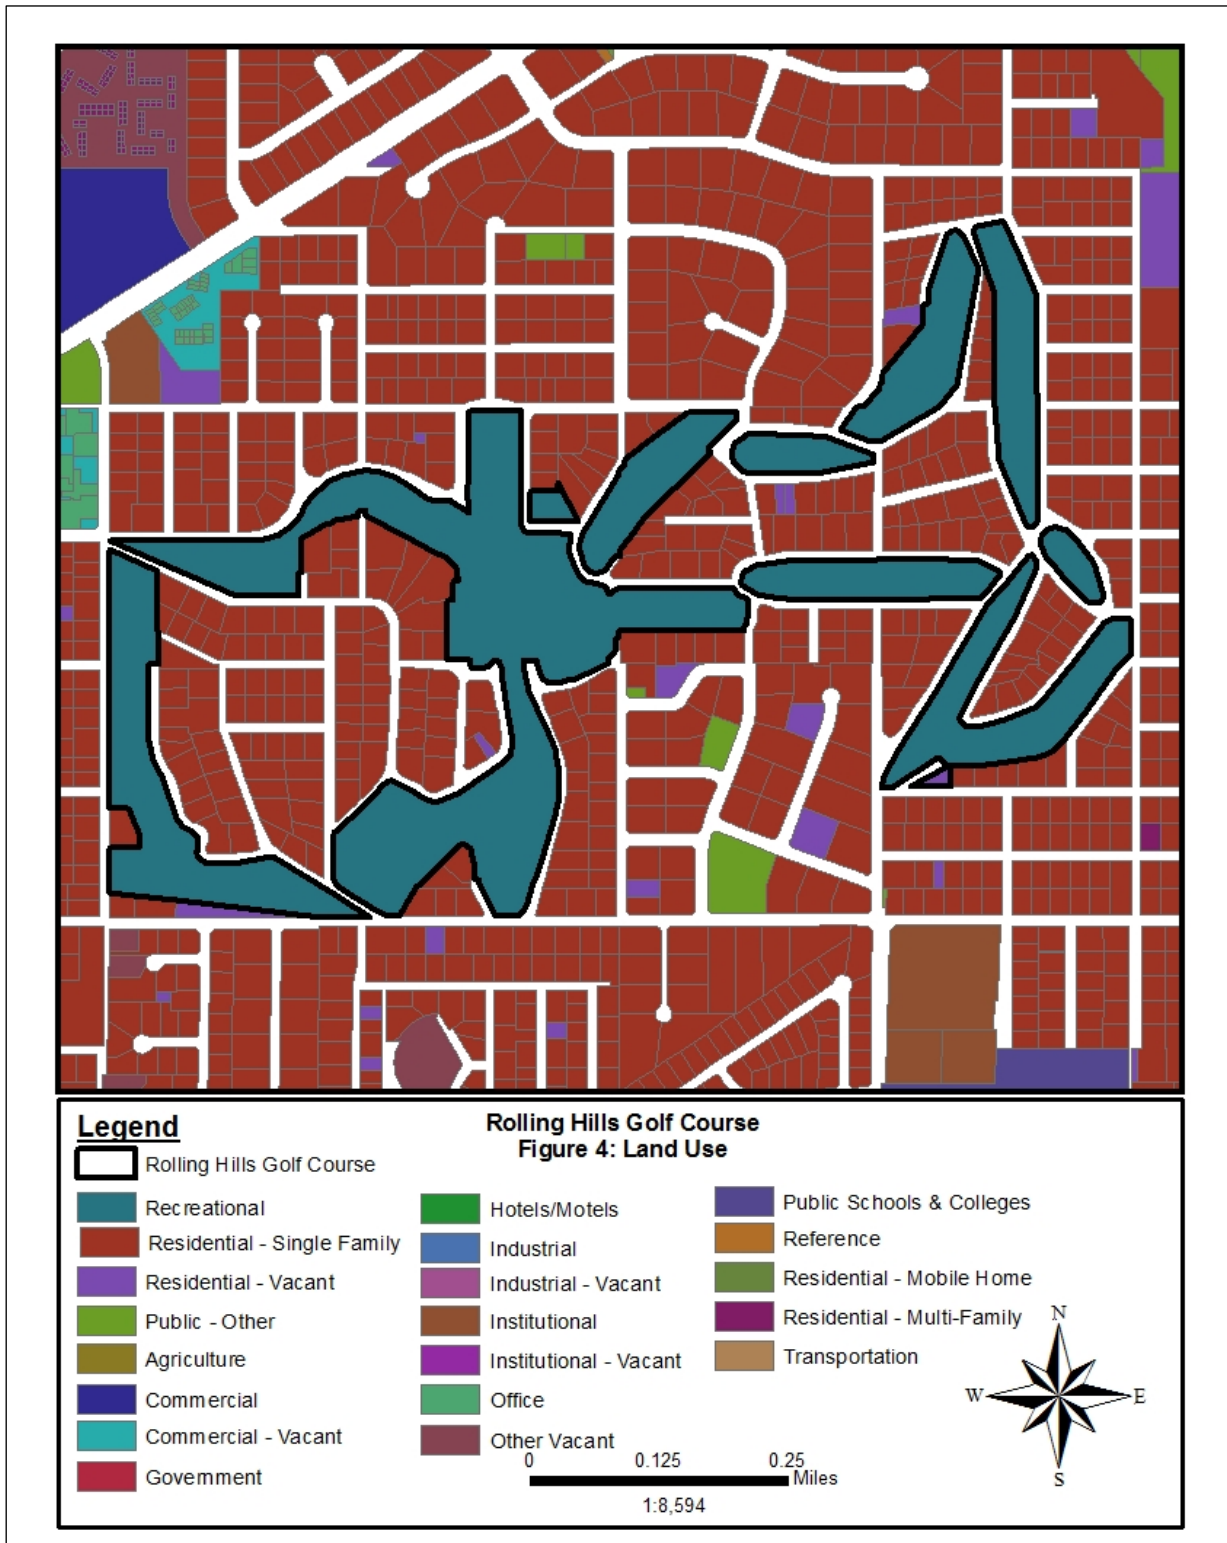 Legend
Rolling Hills Golf Course
Figure 4: Land Use
Rolling Hills Golf Course
Recreational
Residential - Single Family
Residential - Vacant
Public - Other
Agriculture
Commercial
Commercial - Vacant
Government
Hotels/Motels
Industrial
Industrial - Vacant
Institutional
Institutional - Vacant
Office
Other Vacant
Public Schools & Colleges
Reference
Residential - Mobile Home
Residential - Multi-Family
Transportation
N
W E
S
0 0.125 0.25
Miles
1:8,594